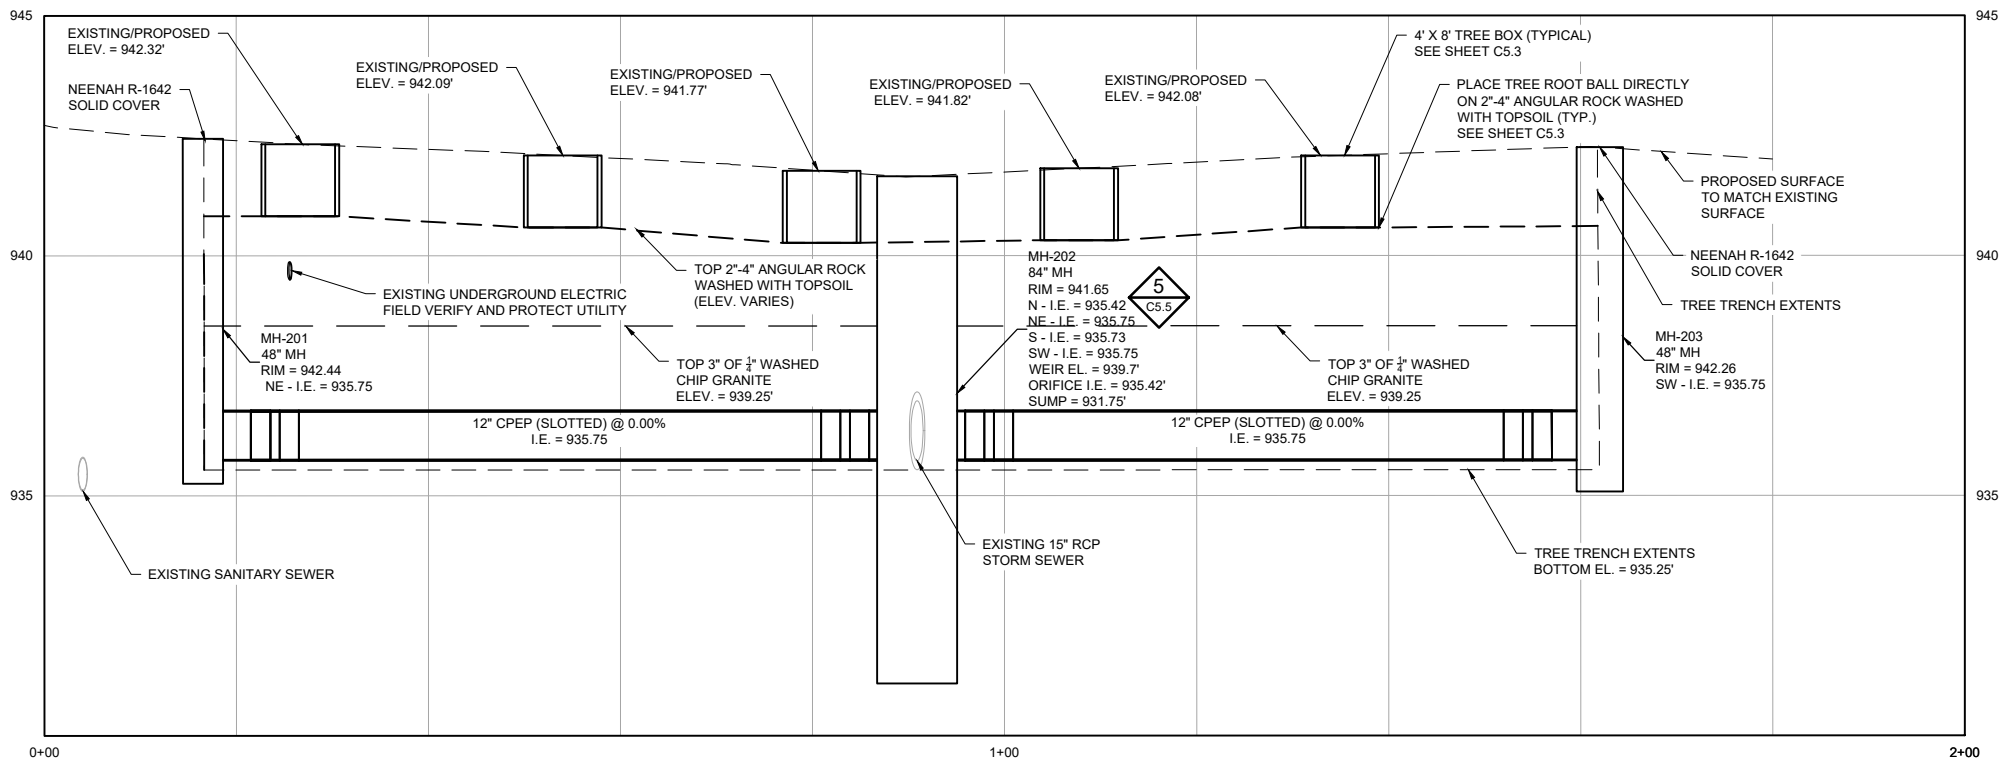 945
945
EXISTING/PROPOSED
ELEV. = 942.32'
NEENAH R-1642
SOLID COVER
EXISTING/PROPOSED
ELEV. = 942.09'
EXISTING/PROPOSED
ELEV. = 941.77'
EXISTING/PROPOSED
ELEV. = 941.82'
EXISTING/PROPOSED
ELEV. = 942.08'
4' X 8' TREE BOX (TYPICAL)
SEE SHEET C5.3
PLACE TREE ROOT BALL DIRECTLY
ON 2"-4" ANGULAR ROCK WASHED
WITH TOPSOIL (TYP.)
SEE SHEET C5.3
PROPOSED SURFACE
TO MATCH EXISTING
SURFACE
NEENAH R-1642
SOLID COVER
TREE TRENCH EXTENTS
940
940
TOP 2"-4" ANGULAR ROCK
WASHED WITH TOPSOIL
(ELEV. VARIES)
EXISTING UNDERGROUND ELECTRIC
FIELD VERIFY AND PROTECT UTILITY
MH-201
48" MH
RIM = 942.44
NE - I.E. = 935.75
TOP 3" OF 1/4" WASHED
CHIP GRANITE
ELEV. = 939.25'
MH-202
84" MH
RIM = 941.65
N - I.E. = 935.42
NE - I.E. = 935.75
S - I.E. = 935.73
SW - I.E. = 935.75
WEIR EL. = 939.7'
ORIFICE I.E. = 935.42'
SUMP = 931.75'
5
C5.5
TOP 3" OF 1/4" WASHED
CHIP GRANITE
ELEV. = 939.25
MH-203
48" MH
RIM = 942.26
SW - I.E. = 935.75
12" CPEP (SLOTTED) @ 0.00%
I.E. = 935.75
12" CPEP (SLOTTED) @ 0.00%
I.E. = 935.75
935
935
EXISTING SANITARY SEWER
EXISTING 15" RCP
STORM SEWER
TREE TRENCH EXTENTS
BOTTOM EL. = 935.25'
0+00
1+00
2+00